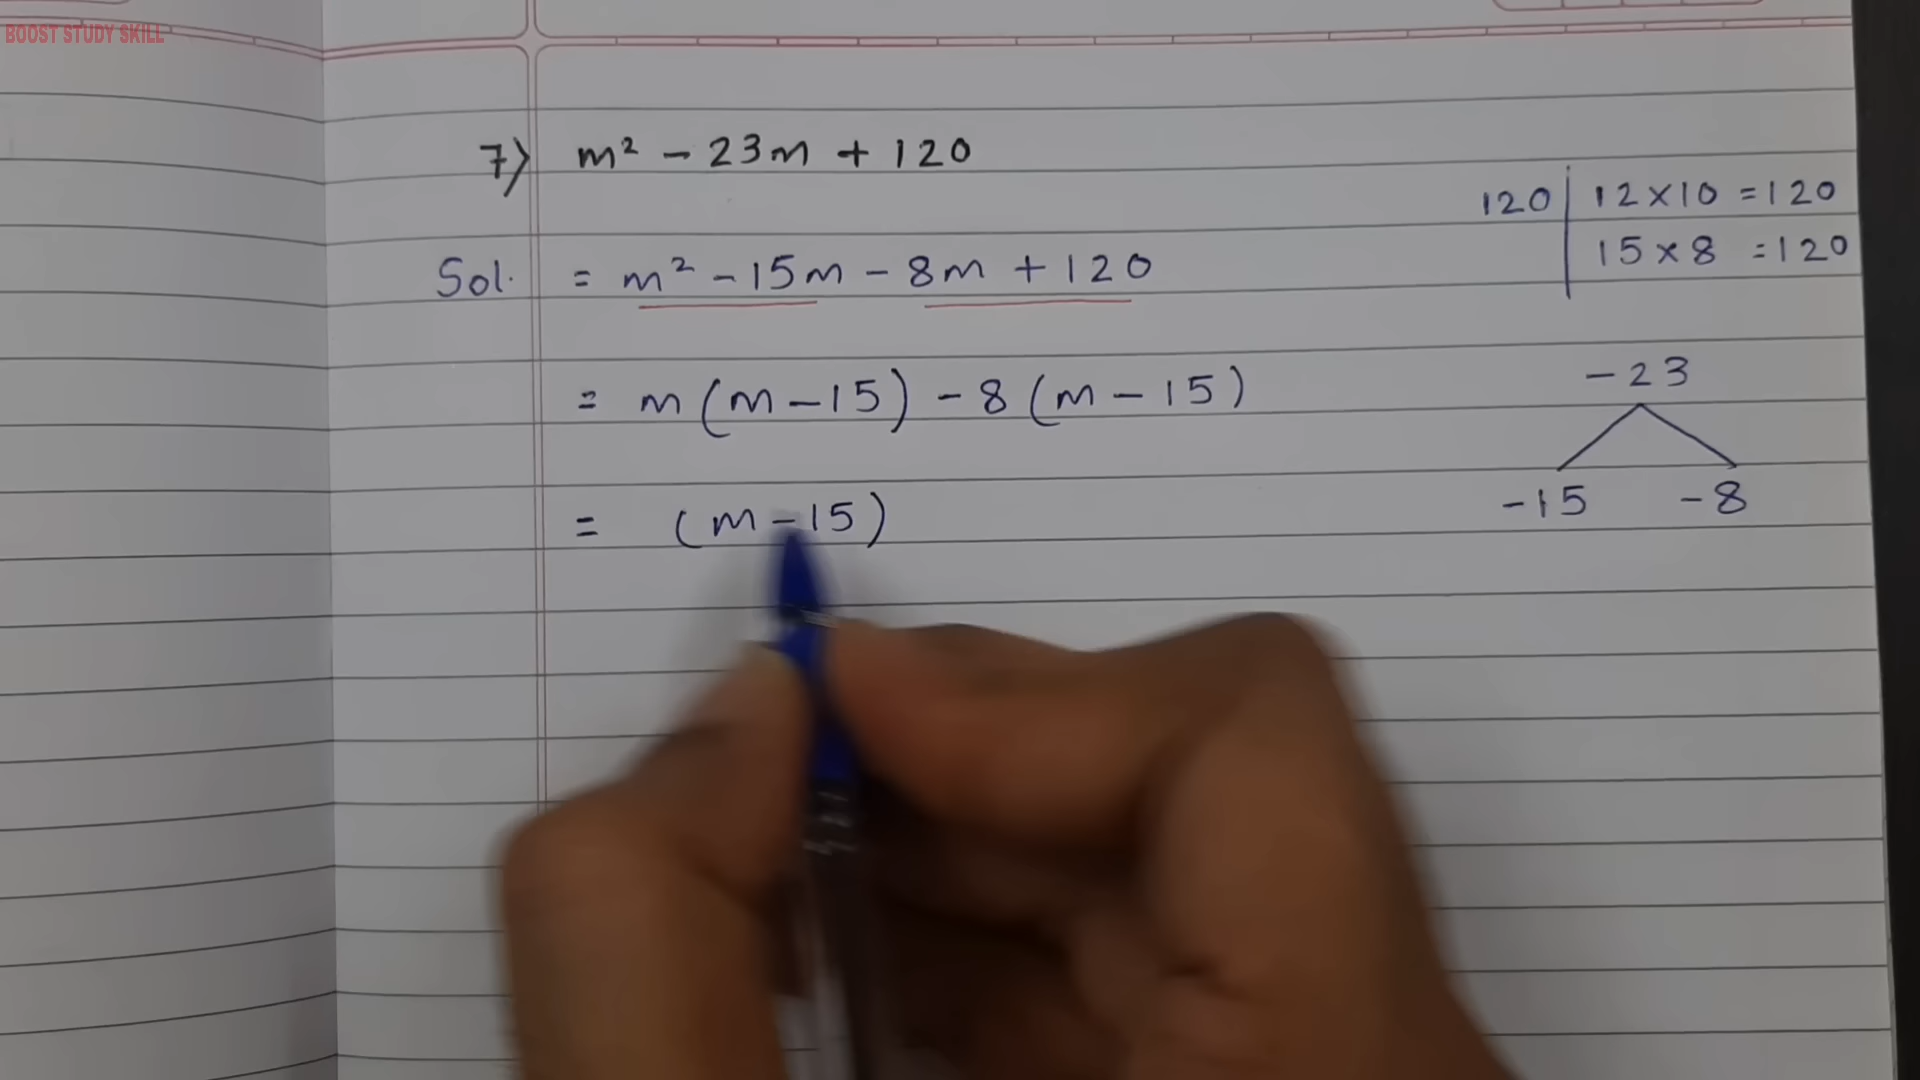 BOOST STUDY SKILL
7) m² - 23m + 120
Sol. = m² - 15m - 8m + 120
= m(m-15) - 8(m-15)
= (m-15)
120 | 12×10 =120
15×8 =120
-23
-15 -8